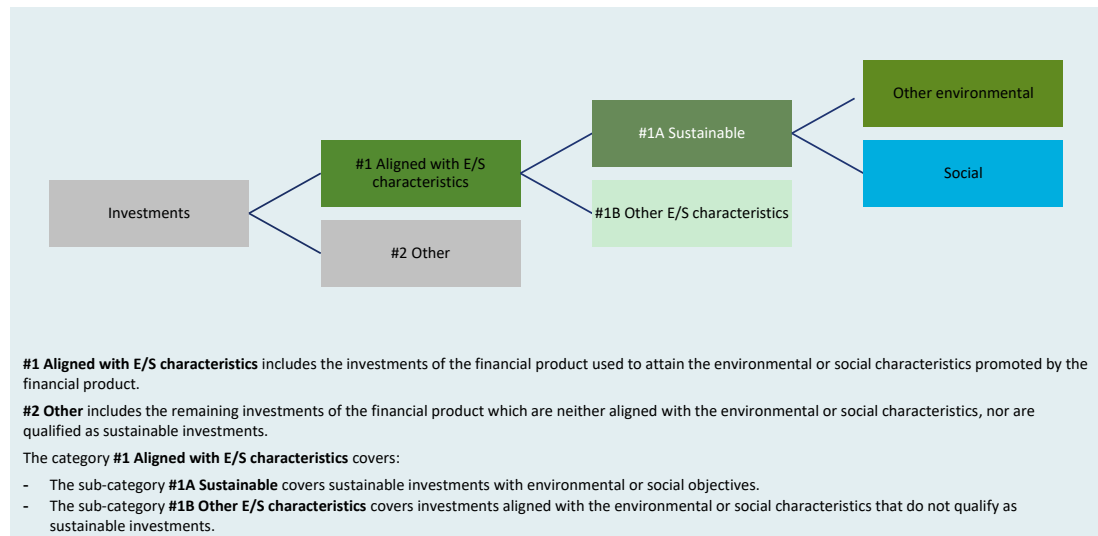 Other environmental
#1A Sustainable
#1 Aligned with E/S
characteristics
Social
Investments
#1B Other E/S characteristics
#2 Other
#1 Aligned with E/S characteristics includes the investments of the financial product used to attain the environmental or social characteristics promoted by the
financial product.
#2 Other includes the remaining investments of the financial product which are neither aligned with the environmental or social characteristics, nor are
qualified as sustainable investments.
The category #1 Aligned with E/S characteristics covers:
- The sub-category #1A Sustainable covers sustainable investments with environmental or social objectives.
- The sub-category #1B Other E/S characteristics covers investments aligned with the environmental or social characteristics that do not qualify as
sustainable investments.